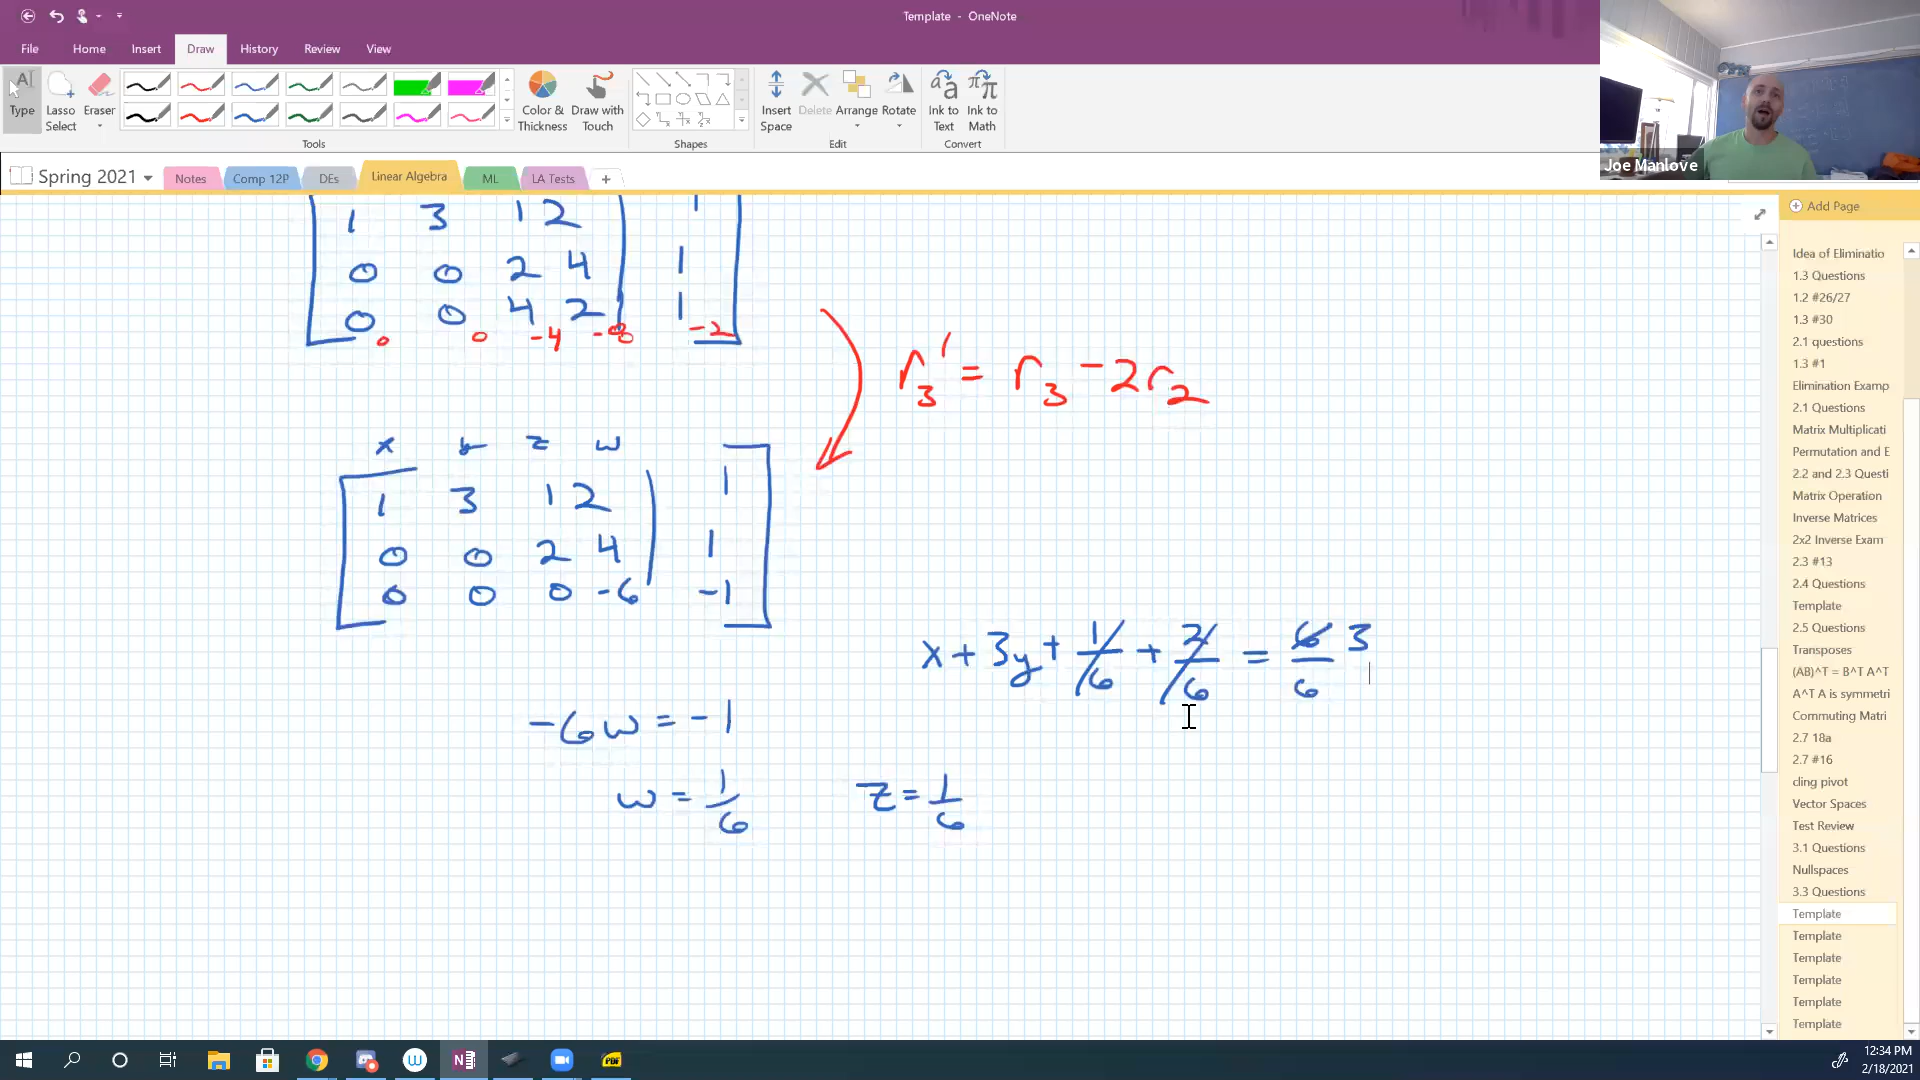 Template - OneNote
File Home Insert Draw History Review View
Type
Lasso Select
Eraser
Color & Thickness
Draw with Touch
Insert Space
Delete
Arrange
Rotate
Ink to Text
Ink to Math
Tools
Shapes
Edit
Convert
Joe Manlove
Spring 2021
Notes
Comp 12P
DEs
Linear Algebra
ML
LA Tests
Add Page
1 3 1 2 | 1
0 0 2 4 | 1
0 0 4 2 | 1
0 0 -4 -8 -2
r₃' = r₃ - 2r₂
x y z w
1 3 1 2 | 1
0 0 2 4 | 1
0 0 0 -6 | -1
x + 3y + 1/6 + 2/6 = 6/6 3
-6w = -1
w = 1/6
z = 1/6
Idea of Eliminatio
1.3 Questions
1.2 #26/27
1.3 #30
2.1 questions
1.3 #1
Elimination Examp
2.1 Questions
Matrix Multiplicati
Permutation and E
2.2 and 2.3 Questi
Matrix Operation
Inverse Matrices
2x2 Inverse Exam
2.3 #13
2.4 Questions
Template
2.5 Questions
Transposes
(AB)^T = B^T A^T
A^T A is symmetri
Commuting Matri
2.7 18a
2.7 #16
cling pivot
Vector Spaces
Test Review
3.1 Questions
Nullspaces
3.3 Questions
Template
Template
Template
Template
Template
Template
12:34 PM
2/18/2021